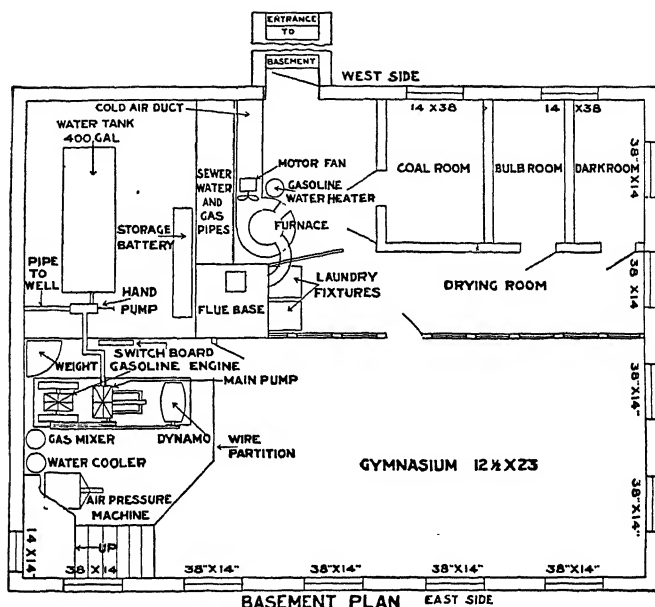 ENTRANCE
TO
BASEMENT
WEST SIDE
COLD AIR DUCT
14 X38
14 X38
WATER TANK
400 GAL
SEWER
WATER
AND
GAS
PIPES
MOTOR FAN
GASOLINE
WATER HEATER
FURNACE
COAL ROOM
BULB ROOM
DARKROOM
38"X14
STORAGE
BATTERY
PIPE
TO
WELL
HAND
PUMP
FLUE BASE
LAUNDRY
FIXTURES
DRYING ROOM
38 X14
WEIGHT
SWITCH BOARD
GASOLINE ENGINE
MAIN PUMP
38"X14"
GAS MIXER
DYNAMO
WIRE
PARTITION
WATER COOLER
GYMNASIUM 12½X23
AIR PRESSURE
MACHINE
38"X14"
14 X14"
UP
38 X14
38"X14"
38"X14"
38"X14"
38"X14"
BASEMENT PLAN EAST SIDE